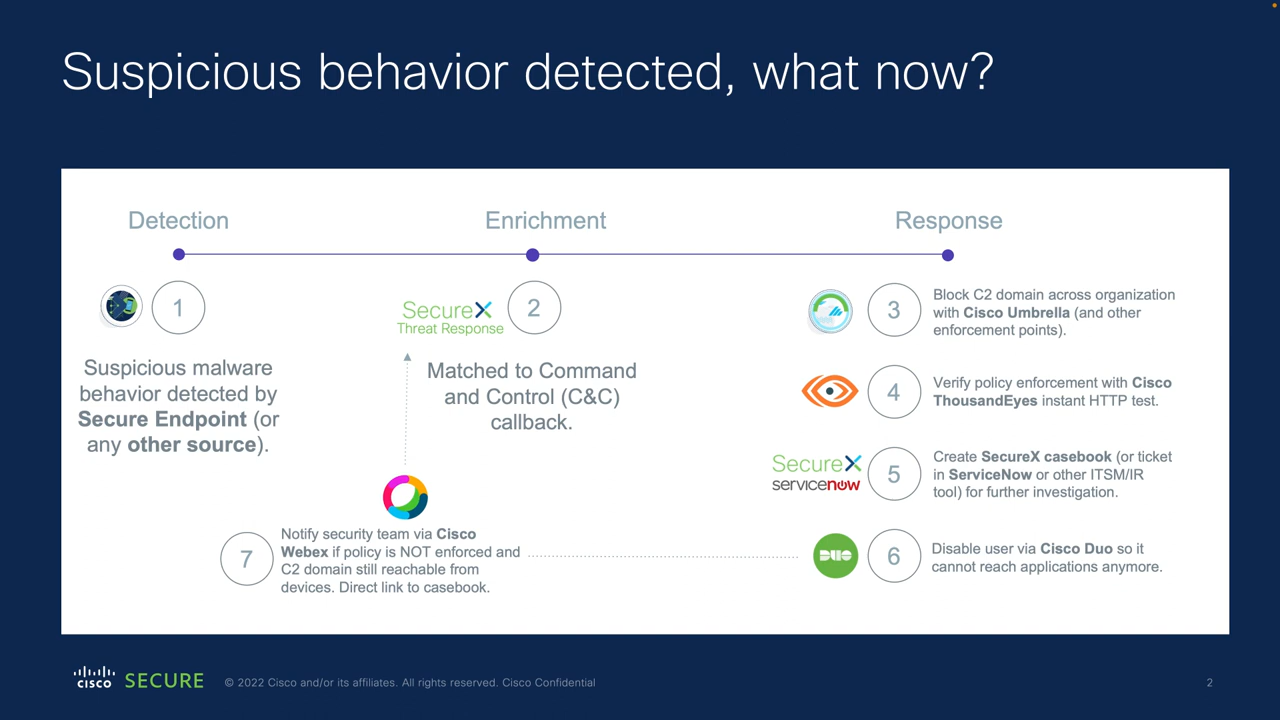 Suspicious behavior detected, what now?
Detection
Enrichment
Response
1
Suspicious malware
behavior detected by
Secure Endpoint (or
any other source).
SecureX
Threat Response
2
Matched to Command
and Control (C&C)
callback.
3
Block C2 domain across organization
with Cisco Umbrella (and other
enforcement points).
4
Verify policy enforcement with Cisco
ThousandEyes instant HTTP test.
SecureX
servicenow
5
Create SecureX casebook (or ticket
in ServiceNow or other ITSM/IR
tool) for further investigation.
DUO
6
Disable user via Cisco Duo so it
cannot reach applications anymore.
7
Notify security team via Cisco
Webex if policy is NOT enforced and
C2 domain still reachable from
devices. Direct link to casebook.
CISCO SECURE
© 2022 Cisco and/or its affiliates. All rights reserved. Cisco Confidential
2